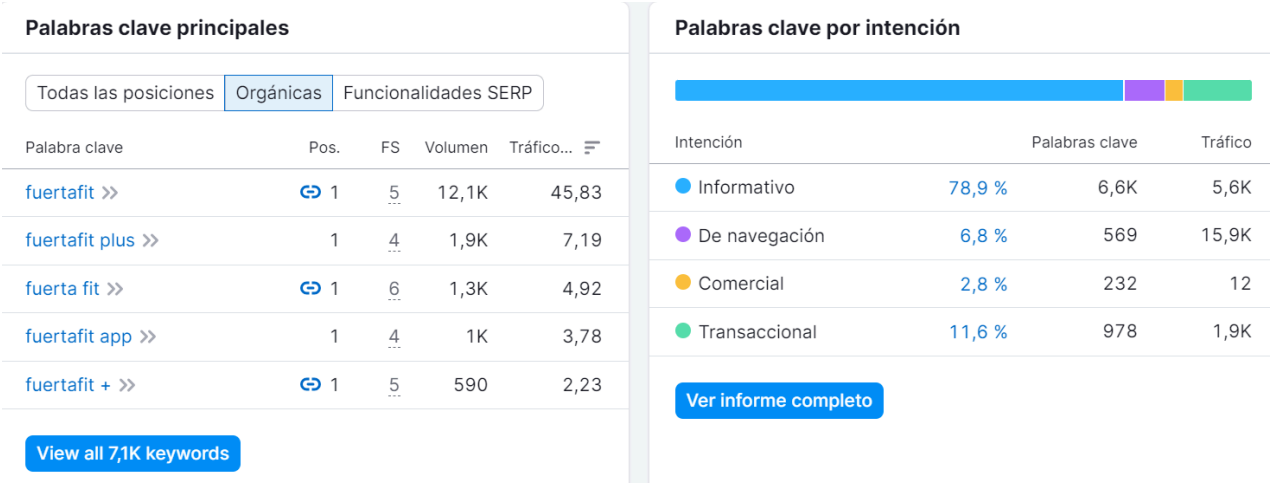 Palabras clave principales
Todas las posiciones Orgánicas Funcionalidades SERP
Palabra clave Pos. FS Volumen Tráfico...
fuertafit 1 5 12,1K 45,83
fuertafit plus 1 4 1,9K 7,19
fuerta fit 1 6 1,3K 4,92
fuertafit app 1 4 1K 3,78
fuertafit + 1 5 590 2,23
View all 7,1K keywords
Palabras clave por intención
Intención Palabras clave Tráfico
Informativo 78,9 % 6,6K 5,6K
De navegación 6,8 % 569 15,9K
Comercial 2,8 % 232 12
Transaccional 11,6 % 978 1,9K
Ver informe completo